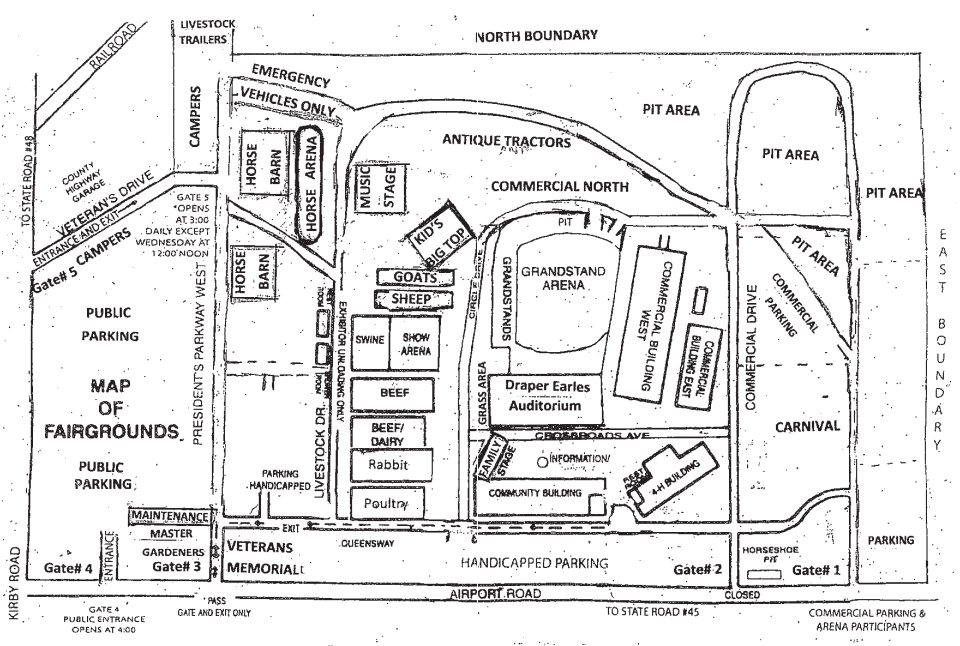 LIVESTOCK
TRAILERS
NORTH BOUNDARY
RAILROAD
EMERGENCY
VEHICLES ONLY
CAMPERS
PIT AREA
ANTIQUE TRACTORS
PIT AREA
TO STATE ROAD #48
COUNTY
HIGHWAY
GARAGE
HORSE
BARN
HORSE ARENA
MUSIC
STAGE
COMMERCIAL NORTH
PIT AREA
VETERAN'S DRIVE
ENTRANCE AND EXIT
GATE 5
*OPENS
AT 3:00
DAILY EXCEPT
WEDNESDAY AT
12:00 NOON
PIT
KID'S
BIG TOP
PIT AREA
Gate# 5
CAMPERS
HORSE
BARN
GOATS
SHEEP
CIRCLE DRIVE
GRANDSTANDS
GRANDSTAND
ARENA
COMMERCIAL BUILDING
WEST
COMMERCIAL
PARKING
EAST BOUNDARY
PUBLIC
PARKING
PRESIDENT'S PARKWAY WEST
EXHIBITOR UNLOADING ONLY
SWINE
SHOW
ARENA
COMMERCIAL
BUILDING EAST
COMMERCIAL DRIVE
MAP
OF
FAIRGROUNDS
BEEF
GRASS AREA
Draper Earles
Auditorium
CROSSROADS AVE
CARNIVAL
BEEF/
DAIRY
Rabbit
Poultry
LIVESTOCK DR.
FAMILY
STAGE
INFORMATION/
REST
ROOM
4-H BUILDING
PUBLIC
PARKING
PARKING
HANDICAPPED
COMMUNITY BUILDING
MAINTENANCE
MASTER
GARDENERS
Gate# 3
EXIT
QUEENSWAY
VETERANS
MEMORIAL
HANDICAPPED PARKING
Gate# 2
HORSESHOE
PIT
Gate# 1
PARKING
KIRBY ROAD
Gate# 4
ENTRANCE
AIRPORT ROAD
CLOSED
GATE 4
PUBLIC ENTRANCE
OPENS AT 4:00
PASS
GATE AND EXIT ONLY
TO STATE ROAD #45
COMMERCIAL PARKING &
ARENA PARTICIPANTS